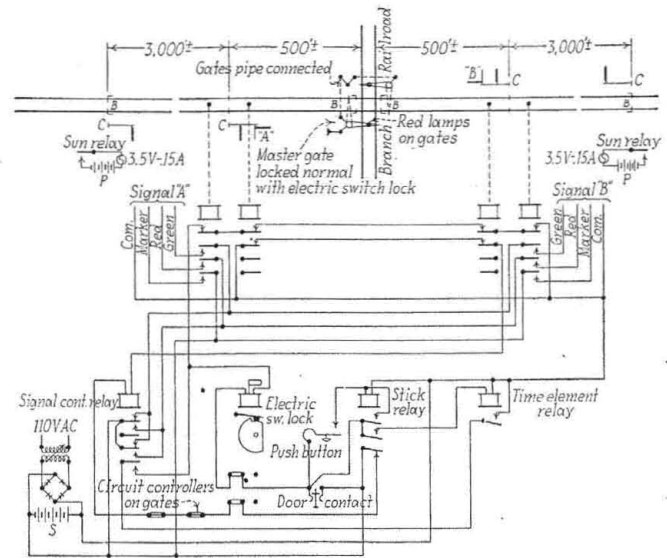 3,000'± 500'± 500'± 3,000'±
Gates pipe connected
Railroad
"B"
C
C
B
B
B
B
C
C
"A"
Branch
Red lamps
on gates
Sun relay
3.5V-.15A
P
Master gate
locked normal
with electric switch lock
Sun relay
3.5V-.15A
P
Signal "A"
Com.
Marker
Red
Green
Signal "B"
Green
Red
Marker
Com.
Signal cont. relay
110V AC
Electric
sw. lock
Push button
Stick
relay
Time element
relay
Circuit controllers
on gates
Door contact
S